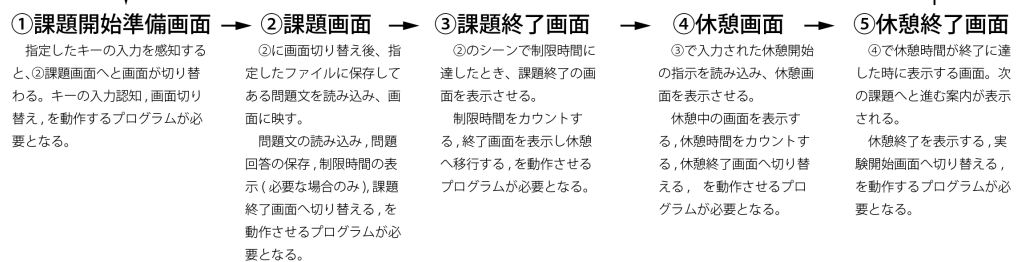 ①課題開始準備画面
指定したキーの入力を感知する
と、②課題画面へと画面が切り替
わる。キーの入力認知 , 画面切り
替え , を動作するプログラムが必
要となる。
②課題画面
②に画面切り替え後、指
定したファイルに保存して
ある問題文を読み込み、画
面に映す。
問題文の読み込み , 問題
回答の保存 , 制限時間の表
示 ( 必要な場合のみ ), 課題
終了画面へ切り替える , を
動作させるプログラムが必
要となる。
③課題終了画面
②のシーンで制限時間に
達したとき、課題終了の画
面を表示させる。
制限時間をカウントす
る , 終了画面を表示し休憩
へ移行する , を動作させる
プログラムが必要となる。
④休憩画面
③で入力された休憩開始
の指示を読み込み、休憩画
面を表示させる。
休憩中の画面を表示す
る , 休憩時間をカウントす
る , 休憩終了画面へ切り替
える , を動作させるプロ
グラムが必要となる。
⑤休憩終了画面
④で休憩時間が終了に達
した時に表示する画面。次
の課題へと進む案内が表示
される。
休憩終了を表示する , 実
験開始画面へ切り替える ,
を動作するプログラムが必
要となる。